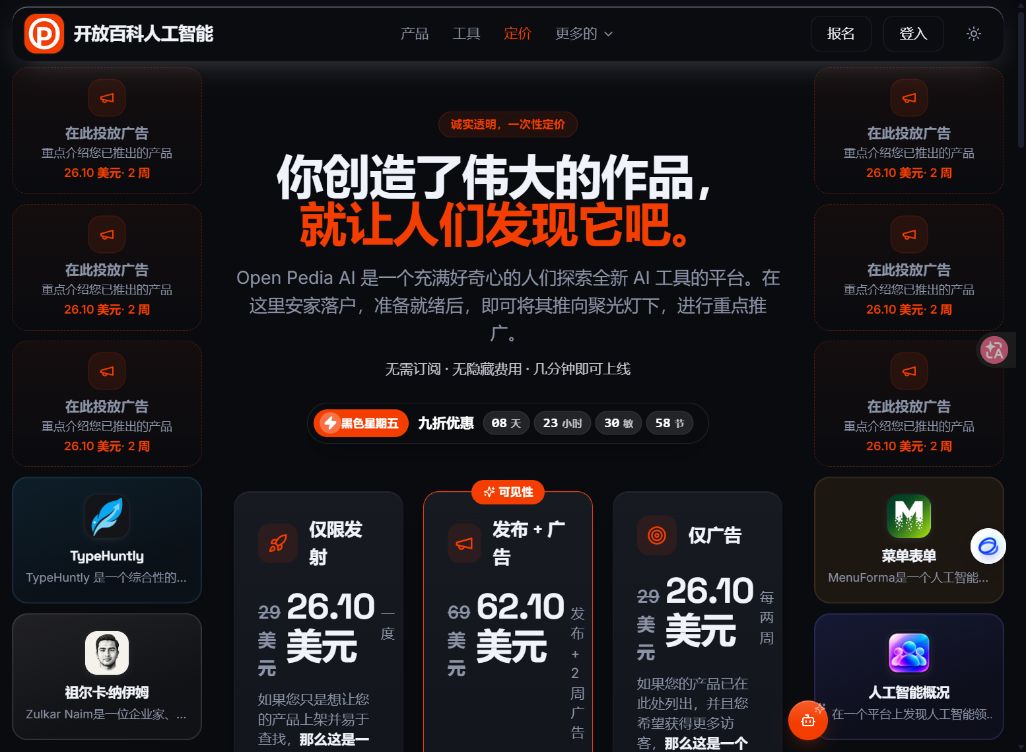 开放百科人工智能
产品 工具 定价 更多的
报名 登入
在此投放广告
重点介绍您已推出的产品
26.10 美元· 2 周
在此投放广告
重点介绍您已推出的产品
26.10 美元· 2 周
在此投放广告
重点介绍您已推出的产品
26.10 美元· 2 周
TypeHuntly
TypeHuntly 是一个综合性的...
祖尔卡·纳伊姆
Zulkar Naim是一位企业家、...
诚实透明，一次性定价
你创造了伟大的作品，
就让人们发现它吧。
Open Pedia AI 是一个充满好奇心的人们探索全新 AI 工具的平台。在
这里安家落户，准备就绪后，即可将其推向聚光灯下，进行重点推
广。
无需订阅 · 无隐藏费用 · 几分钟即可上线
黑色星期五 九折优惠 08 天 23 小时 30 敏 58 节
仅限发
射
29
美
元
26.10
美元
一
度
如果您只是想让您
的产品上架并易于
查找，那么这是一
可见性
发布 + 广
告
69
美
元
62.10
美元
发
布
+
2
周
广
告
仅广告
29
美
元
26.10
美元
每
两
周
如果您的产品已在
此处列出，并且您
希望获得更多访
客，那么这是一个
在此投放广告
重点介绍您已推出的产品
26.10 美元· 2 周
在此投放广告
重点介绍您已推出的产品
26.10 美元· 2 周
在此投放广告
重点介绍您已推出的产品
26.10 美元· 2 周
菜单表单
MenuForma是一个人工智能...
人工智能概况
在一个平台上发现人工智能领...